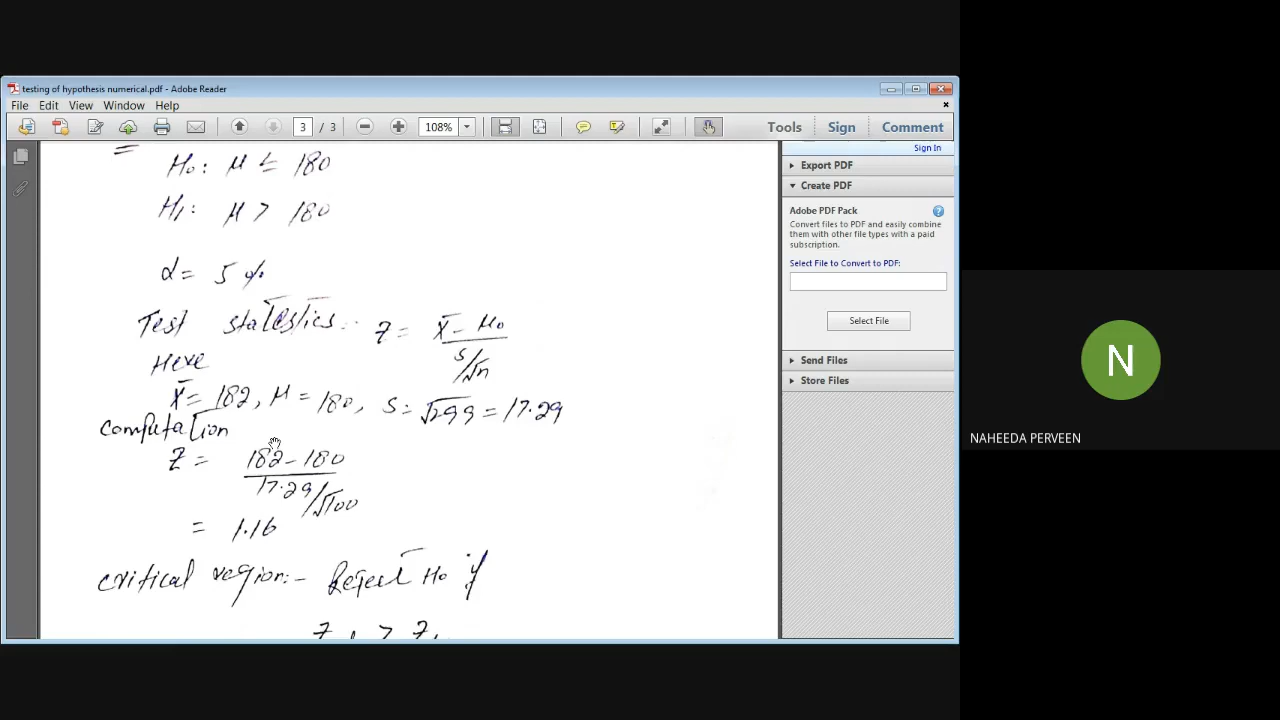 testing of hypothesis numerical.pdf - Adobe Reader
File Edit View Window Help
3 / 3 108% Tools Sign Comment
Sign In
Export PDF
Create PDF
Adobe PDF Pack
Convert files to PDF and easily combine
them with other file types with a paid
subscription.
Select File to Convert to PDF:
Select File
Send Files
Store Files
H₀: μ ≤ 180
H₁: μ > 180
α = 5 %
Test statistics:- Z = X̄ - μ₀
S/√n
Here
X̄ = 182, μ = 180, S = √299 = 17.29
Computation
Z = 182 - 180
17.29/√100
= 1.16
critical region:- Reject H₀ if
N
NAHEEDA PERVEEN